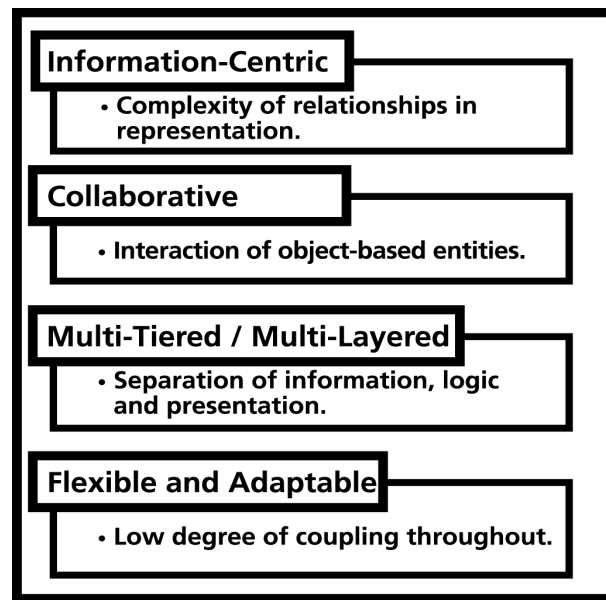 Information-Centric
• Complexity of relationships in
representation.
Collaborative
• Interaction of object-based entities.
Multi-Tiered / Multi-Layered
• Separation of information, logic
and presentation.
Flexible and Adaptable
• Low degree of coupling throughout.